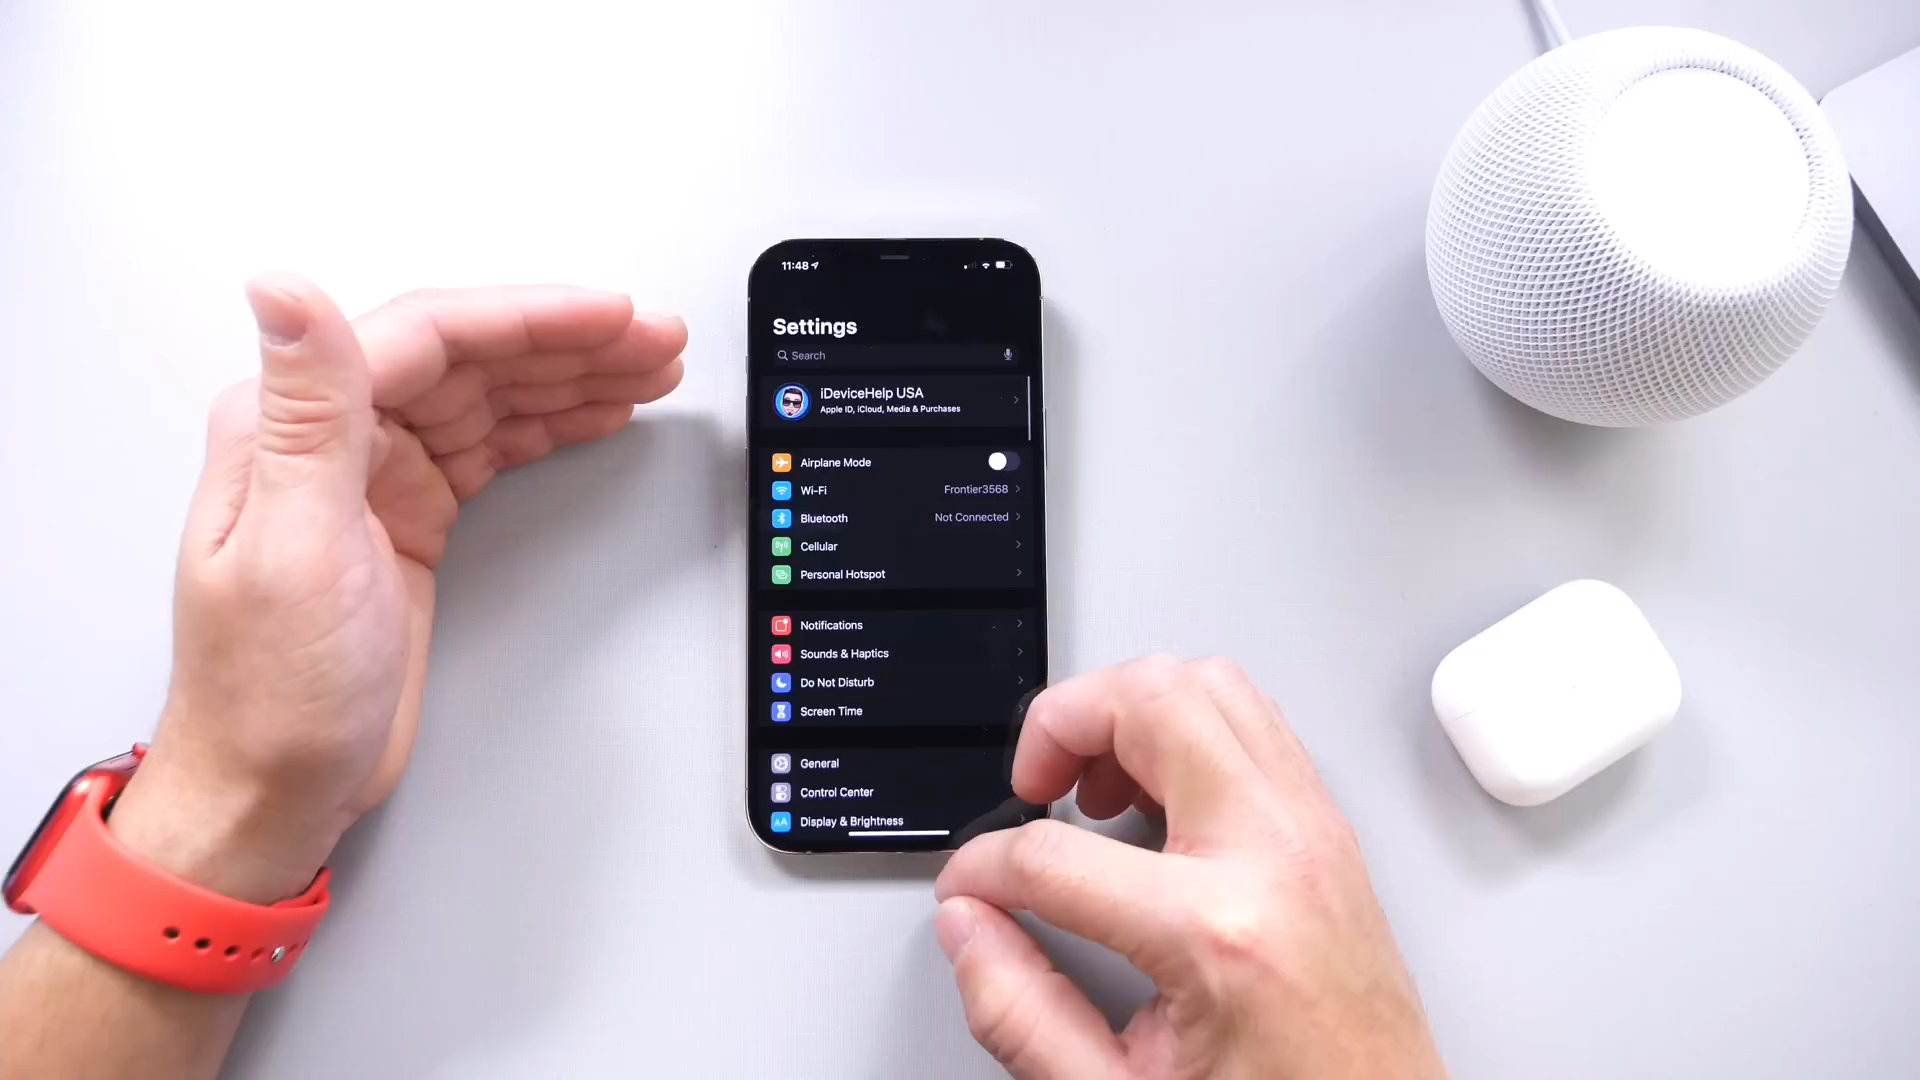 11:48
Settings
Search
iDeviceHelp USA
Apple ID, iCloud, Media & Purchases
Airplane Mode
Wi-Fi Frontier3568
Bluetooth Not Connected
Cellular
Personal Hotspot
Notifications
Sounds & Haptics
Do Not Disturb
Screen Time
General
Control Center
AA Display & Brightness